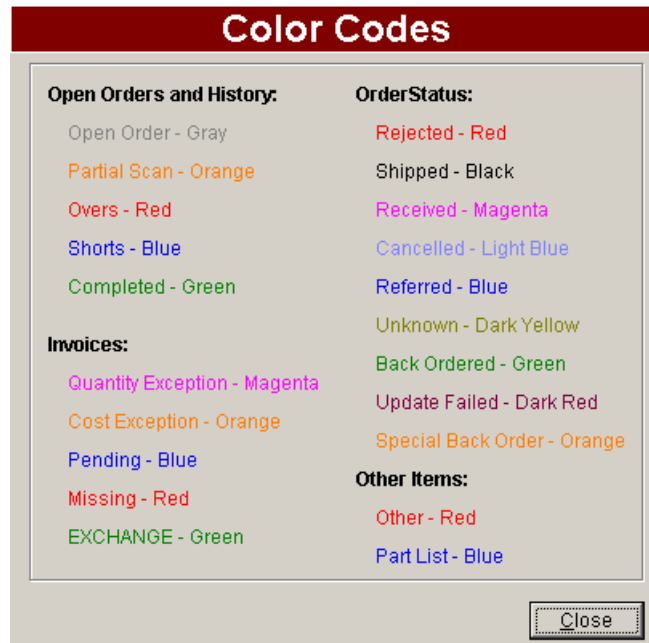 Color Codes
Open Orders and History:
Open Order - Gray
Partial Scan - Orange
Overs - Red
Shorts - Blue
Completed - Green
Invoices:
Quantity Exception - Magenta
Cost Exception - Orange
Pending - Blue
Missing - Red
EXCHANGE - Green
OrderStatus:
Rejected - Red
Shipped - Black
Received - Magenta
Cancelled - Light Blue
Referred - Blue
Unknown - Dark Yellow
Back Ordered - Green
Update Failed - Dark Red
Special Back Order - Orange
Other Items:
Other - Red
Part List - Blue
Close